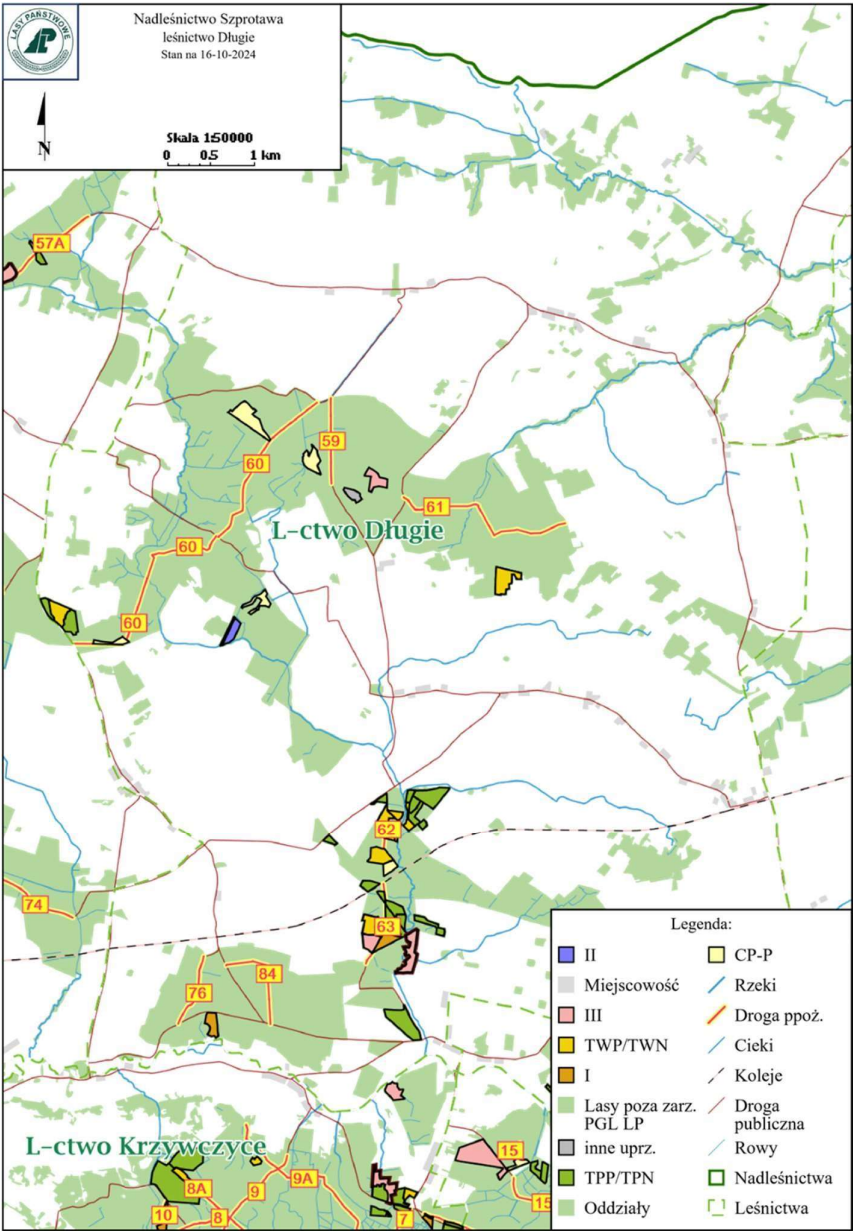 LASY PAŃSTWOWE
Nadleśnictwo Szprotawa
leśnictwo Długie
Stan na 16-10-2024
N
Skala 1:50000
0 0.5 1 km
57A
59
60
61
L-ctwo Długie
60
60
62
74
63
84
76
L-ctwo Krzywczyce
15
8A
9
9A
10
8
7
15
Legenda:
II
Miejscowość
III
TWP/TWN
I
Lasy poza zarz.
PGL LP
inne uprz.
TPP/TPN
Oddziały
CP-P
Rzeki
Droga ppoż.
Cieki
Koleje
Droga
publiczna
Rowy
Nadleśnictwa
Leśnictwa